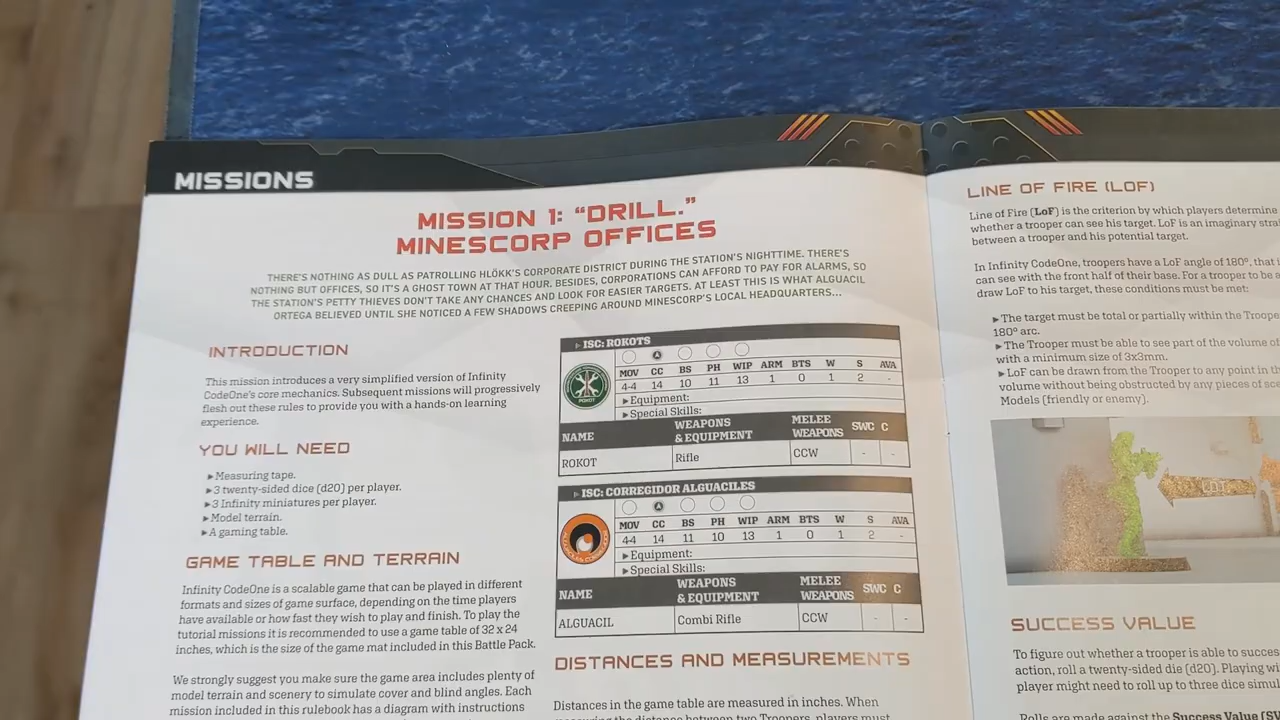 MISSIONS
MISSION 1: “DRILL.”
MINESCORP OFFICES
THERE'S NOTHING AS DULL AS PATROLLING HLÖKK'S CORPORATE DISTRICT DURING THE STATION'S NIGHTTIME. THERE'S
NOTHING BUT OFFICES, SO IT'S A GHOST TOWN AT THAT HOUR. BESIDES, CORPORATIONS CAN AFFORD TO PAY FOR ALARMS, SO
THE STATION'S PETTY THIEVES DON'T TAKE ANY CHANCES AND LOOK FOR EASIER TARGETS. AT LEAST THIS IS WHAT ALGUACIL
ORTEGA BELIEVED UNTIL SHE NOTICED A FEW SHADOWS CREEPING AROUND MINESCORP'S LOCAL HEADQUARTERS...
INTRODUCTION
This mission introduces a very simplified version of Infinity
CodeOne's core mechanics. Subsequent missions will progressively
flesh out these rules to provide you with a hands-on learning
experience.
YOU WILL NEED
►Measuring tape.
►3 twenty-sided dice (d20) per player.
►3 Infinity miniatures per player.
►Model terrain.
►A gaming table.
GAME TABLE AND TERRAIN
Infinity CodeOne is a scalable game that can be played in different
formats and sizes of game surface, depending on the time players
have available or how fast they wish to play and finish. To play the
tutorial missions it is recommended to use a game table of 32 x 24
inches, which is the size of the game mat included in this Battle Pack.
We strongly suggest you make sure the game area includes plenty of
model terrain and scenery to simulate cover and blind angles. Each
mission included in this rulebook has a diagram with instructions
►ISC: ROKOTS
MOV CC BS PH WIP ARM BTS W S AVA
4-4 14 10 11 13 1 0 1 2 -
►Equipment:
►Special Skills:
NAME WEAPONS & EQUIPMENT MELEE WEAPONS SWC C
ROKOT Rifle CCW - -
►ISC: CORREGIDOR ALGUACILES
MOV CC BS PH WIP ARM BTS W S AVA
4-4 14 11 10 13 1 0 1 2 -
►Equipment:
►Special Skills:
NAME WEAPONS & EQUIPMENT MELEE WEAPONS SWC C
ALGUACIL Combi Rifle CCW - -
DISTANCES AND MEASUREMENTS
Distances in the game table are measured in inches. When
measuring the distance between two Troopers, players must
LINE OF FIRE (LOF)
Line of Fire (LoF) is the criterion by which players determine
whether a trooper can see his target. LoF is an imaginary
between a trooper and his potential target.
In Infinity CodeOne, troopers have a LoF angle of 180º, that
can see with the front half of their base. For a trooper to be
draw LoF to his target, these conditions must be met:
►The target must be total or partially within the
180º arc.
►The Trooper must be able to see part of the volume of
with a minimum size of 3x3mm.
►LoF can be drawn from the Trooper to any point in
volume without being obstructed by any pieces of
Models (friendly or enemy).
LOF
SUCCESS VALUE
To figure out whether a trooper is able to
action, roll a twenty-sided die (d20). Playing
player might need to roll up to three dice
Rolls are made against the Success Value